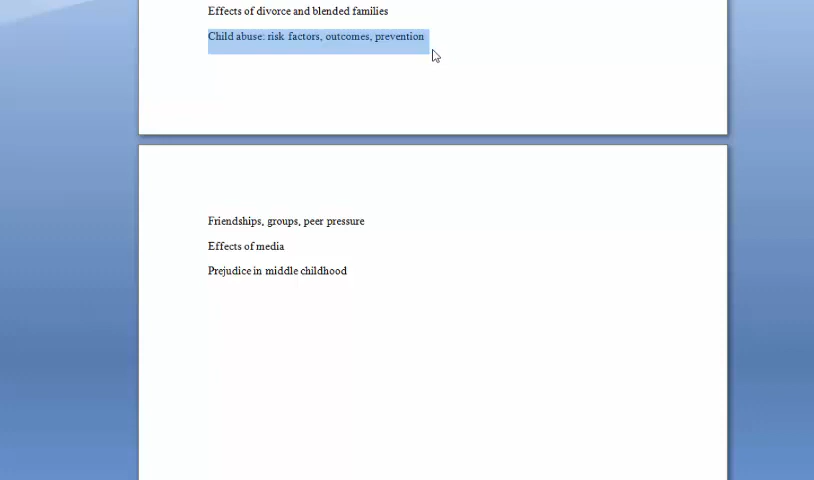 Effects of divorce and blended families
Child abuse: risk factors, outcomes, prevention
Friendships, groups, peer pressure
Effects of media
Prejudice in middle childhood